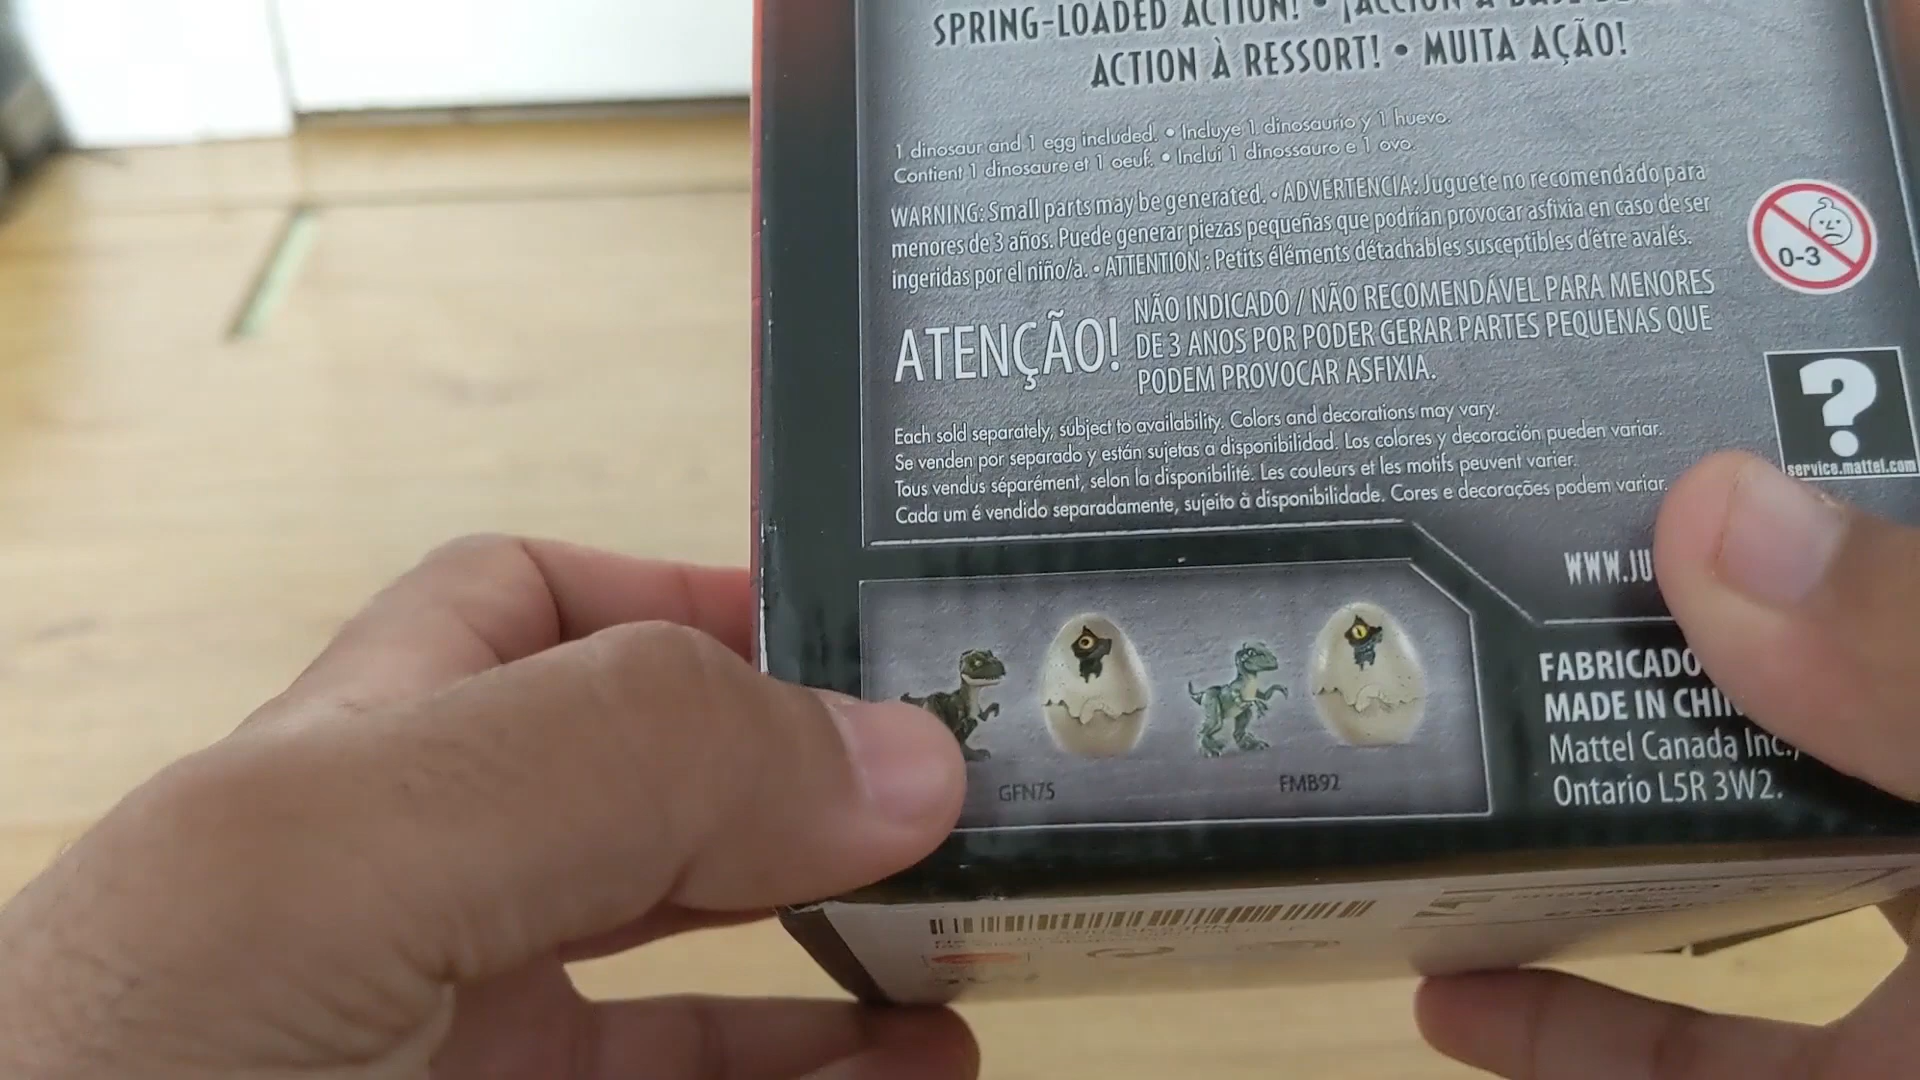 SPRING-LOADED ACTION! • ¡ACCIÓN A
ACTION À RESSORT! • MUITA AÇÃO!
1 dinosaur and 1 egg included. • Incluye 1 dinosaurio y 1 huevo.
Contient 1 dinosaure et 1 oeuf. • Inclui 1 dinossauro e 1 ovo.
WARNING: Small parts may be generated. • ADVERTENCIA: Juguete no recomendado para
menores de 3 años. Puede generar piezas pequeñas que podrían provocar asfixia en caso de ser
ingeridas por el niño/a. • ATTENTION : Petits éléments détachables susceptibles d'être avalés.
0-3
ATENÇÃO!
NÃO INDICADO / NÃO RECOMENDÁVEL PARA MENORES
DE 3 ANOS POR PODER GERAR PARTES PEQUENAS QUE
PODEM PROVOCAR ASFIXIA.
?
service.mattel.com
Each sold separately, subject to availability. Colors and decorations may vary.
Se venden por separado y están sujetas a disponibilidad. Los colores y decoración pueden variar.
Tous vendus séparément, selon la disponibilité. Les couleurs et les motifs peuvent varier.
Cada um é vendido separadamente, sujeito à disponibilidade. Cores e decorações podem variar.
WWW.JU
FABRICADO
MADE IN CHIN
Mattel Canada Inc.,
Ontario L5R 3W2.
GFN75
FMB92